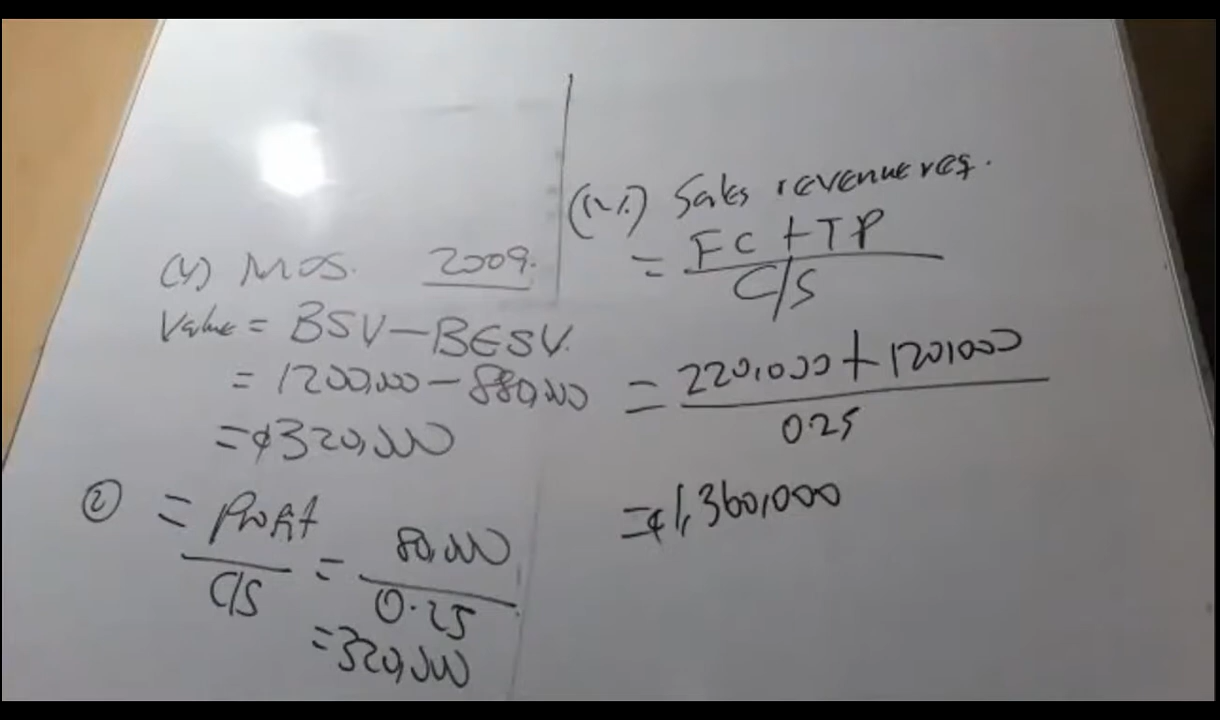 (v) MOS. 2009.
Value = BSV - BESV.
= 1200,000 - 880,000
= ¢320,000
② = Profit / C/S = 80,000 / 0.25
= 320,000
(vi) Sales revenue req.
= FC + TP
C/S
= 220,000 + 120,000
0.25
= ¢1,360,000